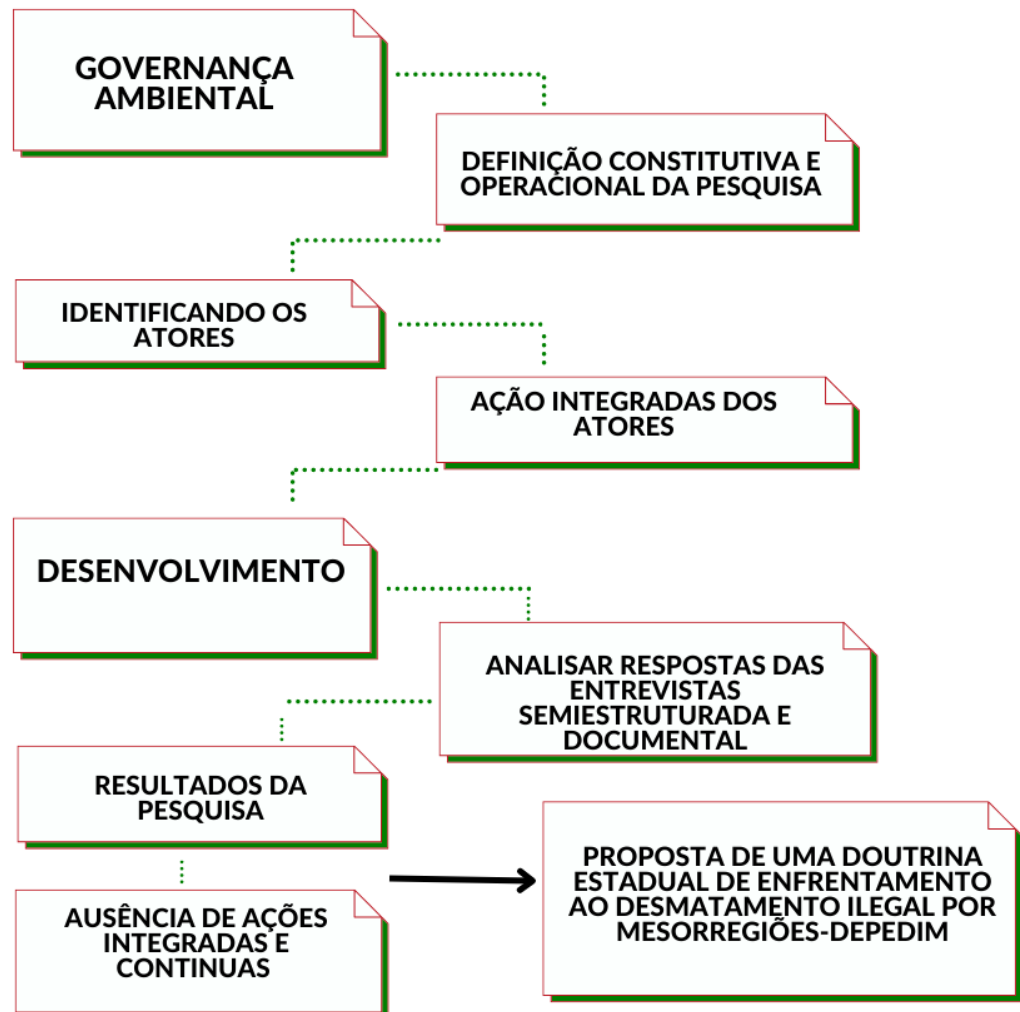 GOVERNANÇA
AMBIENTAL
DEFINIÇÃO CONSTITUTIVA E
OPERACIONAL DA PESQUISA
IDENTIFICANDO OS
ATORES
AÇÃO INTEGRADAS DOS
ATORES
DESENVOLVIMENTO
ANALISAR RESPOSTAS DAS
ENTREVISTAS
SEMIESTRUTURADA E
DOCUMENTAL
RESULTADOS DA
PESQUISA
AUSÊNCIA DE AÇÕES
INTEGRADAS E
CONTINUAS
PROPOSTA DE UMA DOUTRINA
ESTADUAL DE ENFRENTAMENTO
AO DESMATAMENTO ILEGAL POR
MESORREGIÕES-DEPEDIM